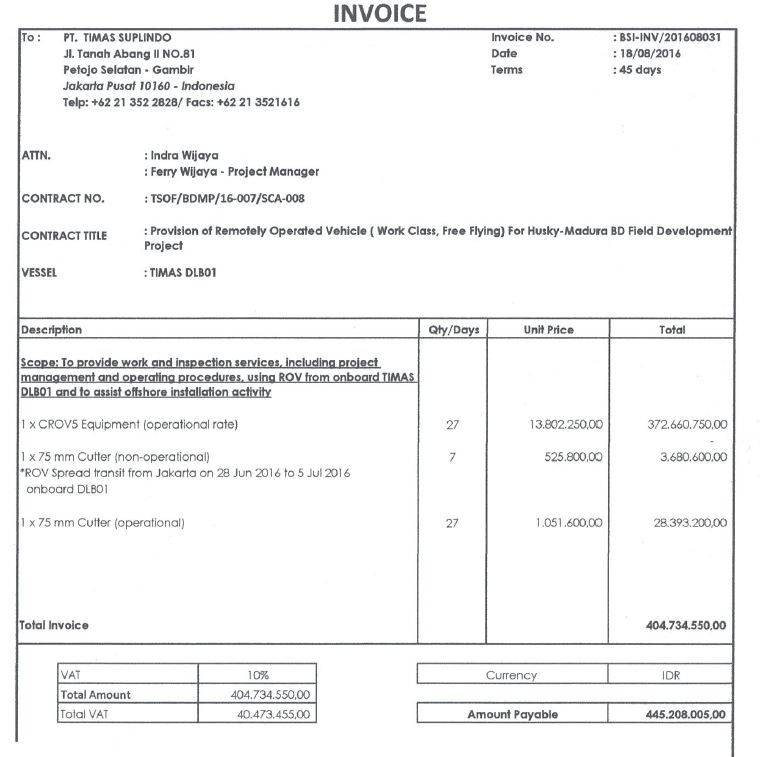 INVOICE
To : PT. TIMAS SUPLINDO Invoice No. : BSI-INV/201608031
Jl. Tanah Abang II NO.81 Date : 18/08/2016
Petojo Selatan - Gambir Terms : 45 days
Jakarta Pusat 10160 - Indonesia
Telp: +62 21 352 2828/ Facs: +62 21 3521616
ATTN. : Indra Wijaya
: Ferry Wijaya - Project Manager
CONTRACT NO. : TSOF/BDMP/16-007/SCA-008
CONTRACT TITLE : Provision of Remotely Operated Vehicle ( Work Class, Free Flying) For Husky-Madura BD Field Development
Project
VESSEL : TIMAS DLB01
Description Qty/Days Unit Price Total
Scope: To provide work and inspection services, including project
management and operating procedures, using ROV from onboard TIMAS
DLB01 and to assist offshore installation activity
1 x CROV5 Equipment (operational rate) 27 13.802.250,00 372.660.750,00
-
1 x 75 mm Cutter (non-operational) 7 525.800,00 3.680.600,00
*ROV Spread transit from Jakarta on 28 Jun 2016 to 5 Jul 2016
onboard DLB01
1 x 75 mm Cutter (operational) 27 1.051.600,00 28.393.200,00
Total Invoice 404.734.550,00
VAT 10% Currency IDR
Total Amount 404.734.550,00
Total VAT 40.473.455,00 Amount Payable 445.208.005,00